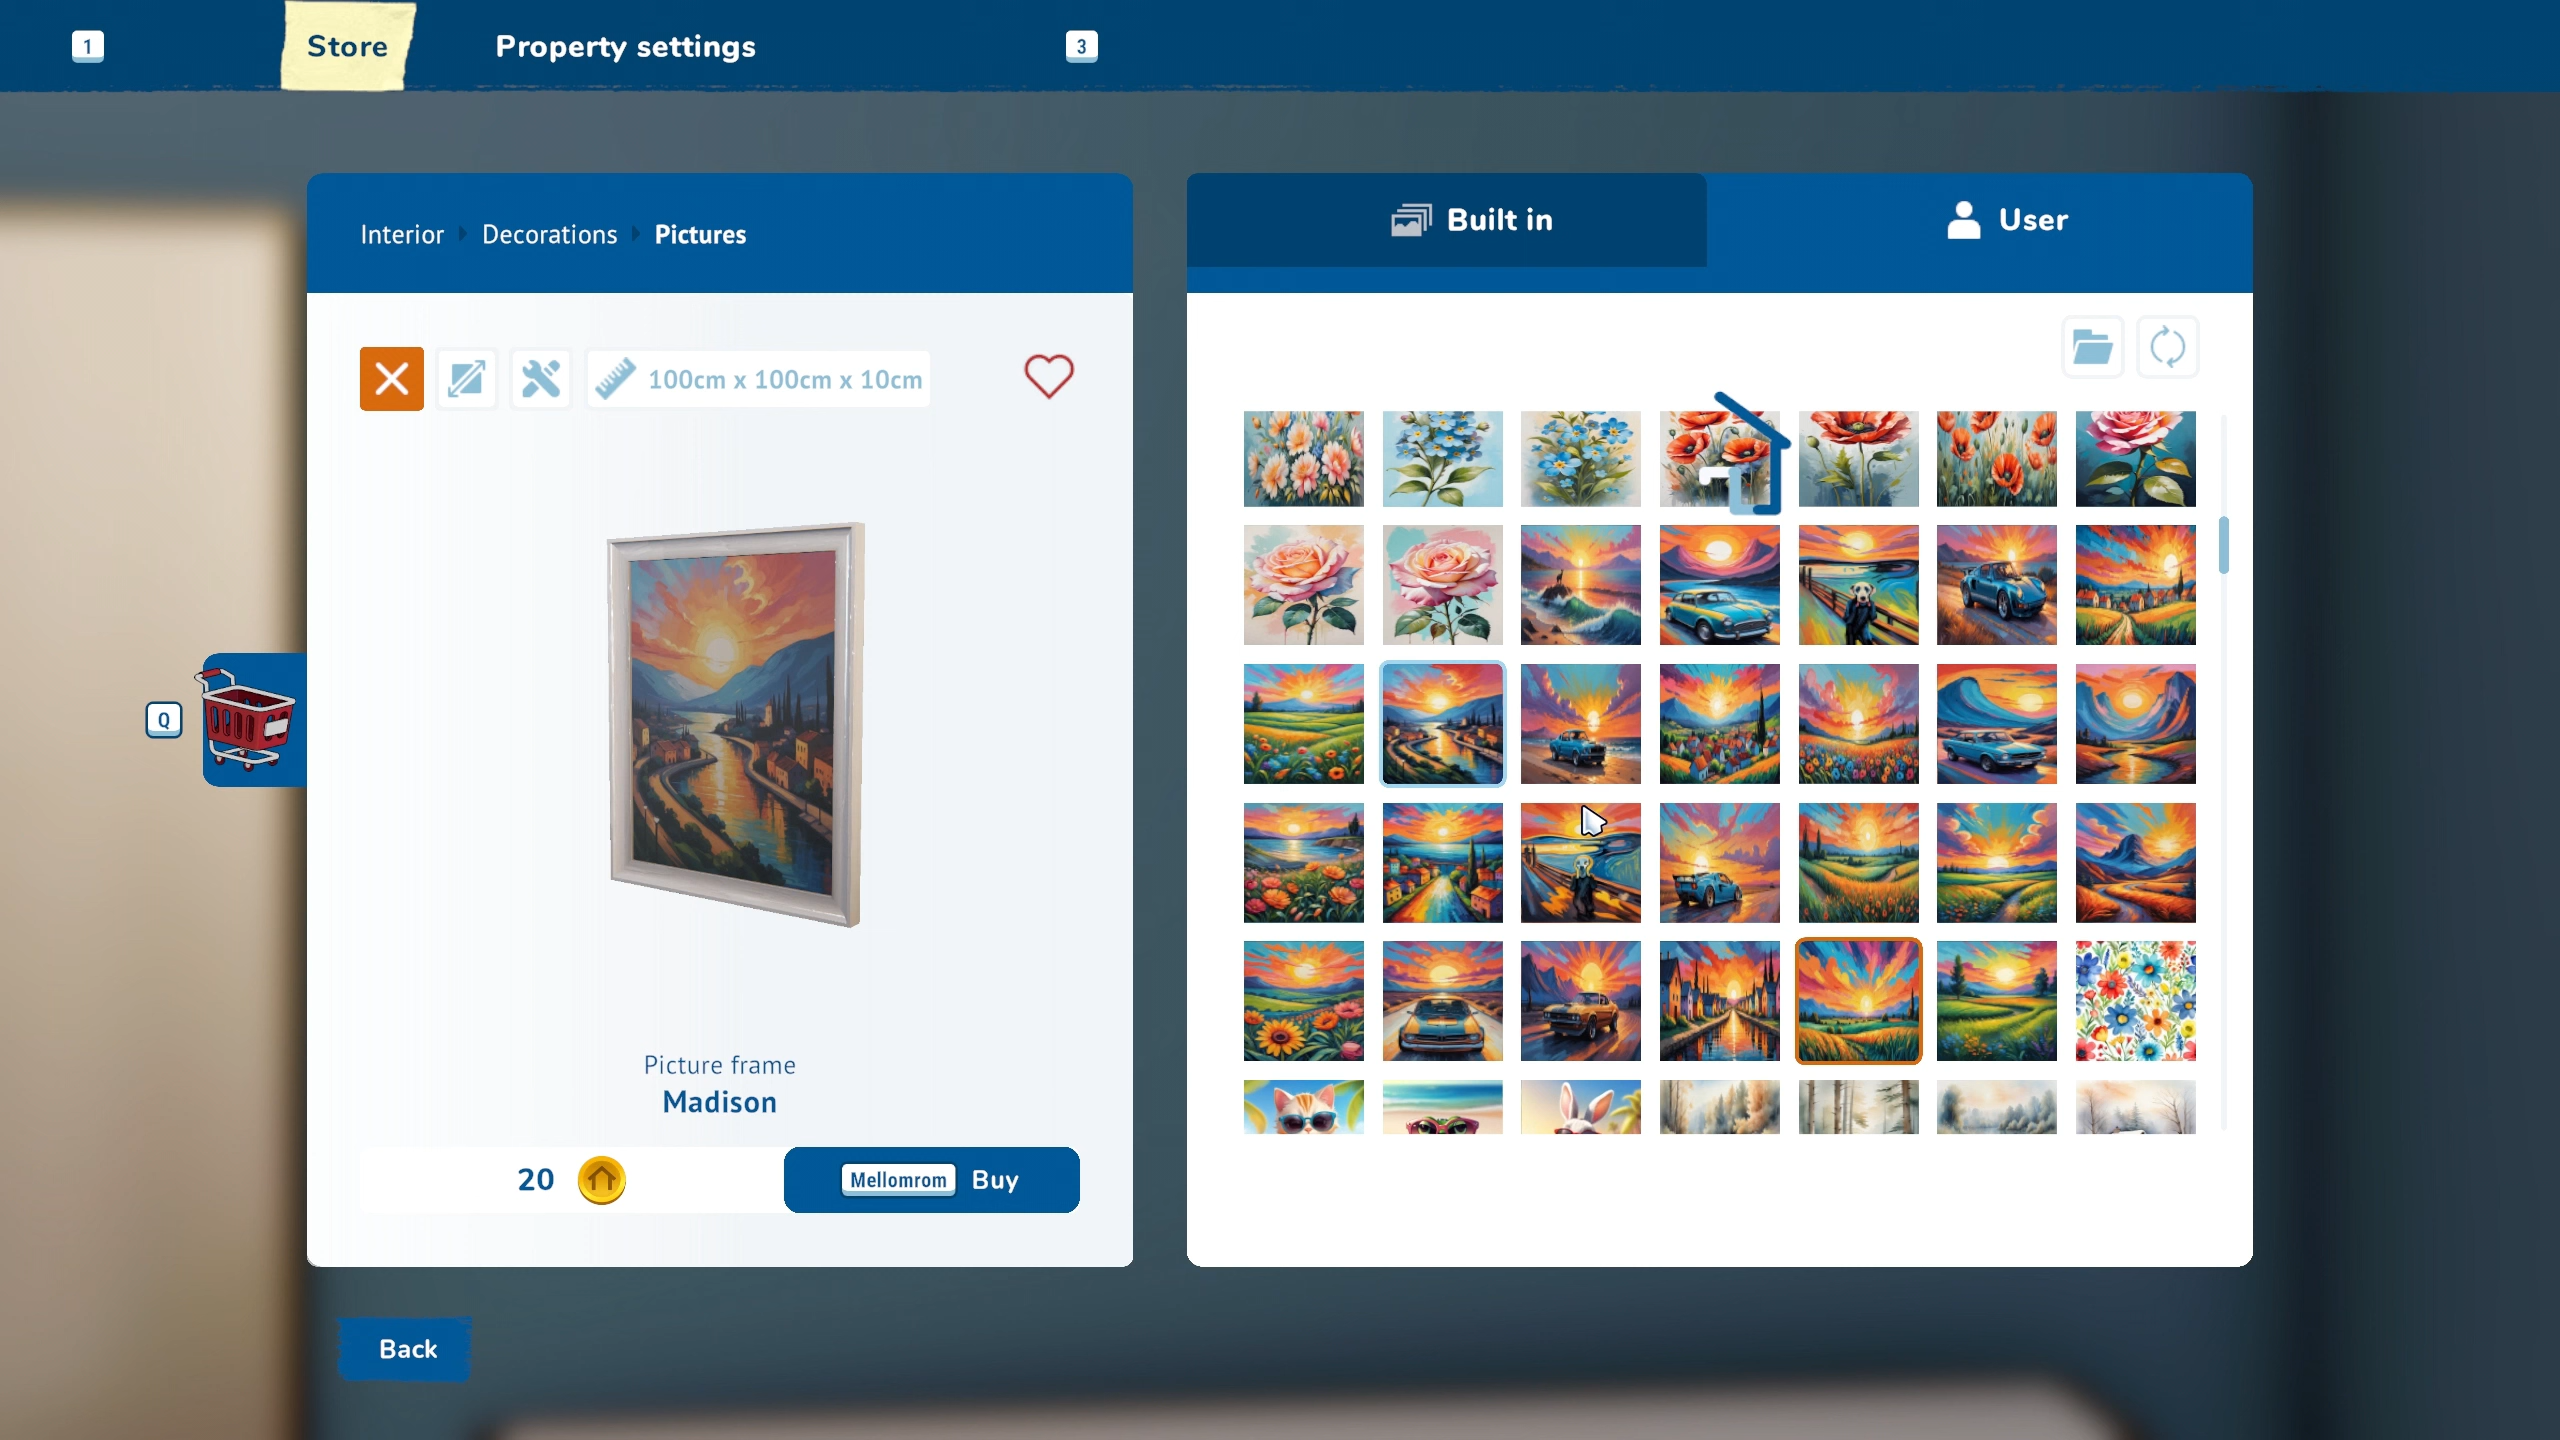 1
Store
Property settings
3
Interior Decorations Pictures
Built in
User
100cm x 100cm x 10cm
Q
Picture frame
Madison
20
Mellomrom Buy
Back